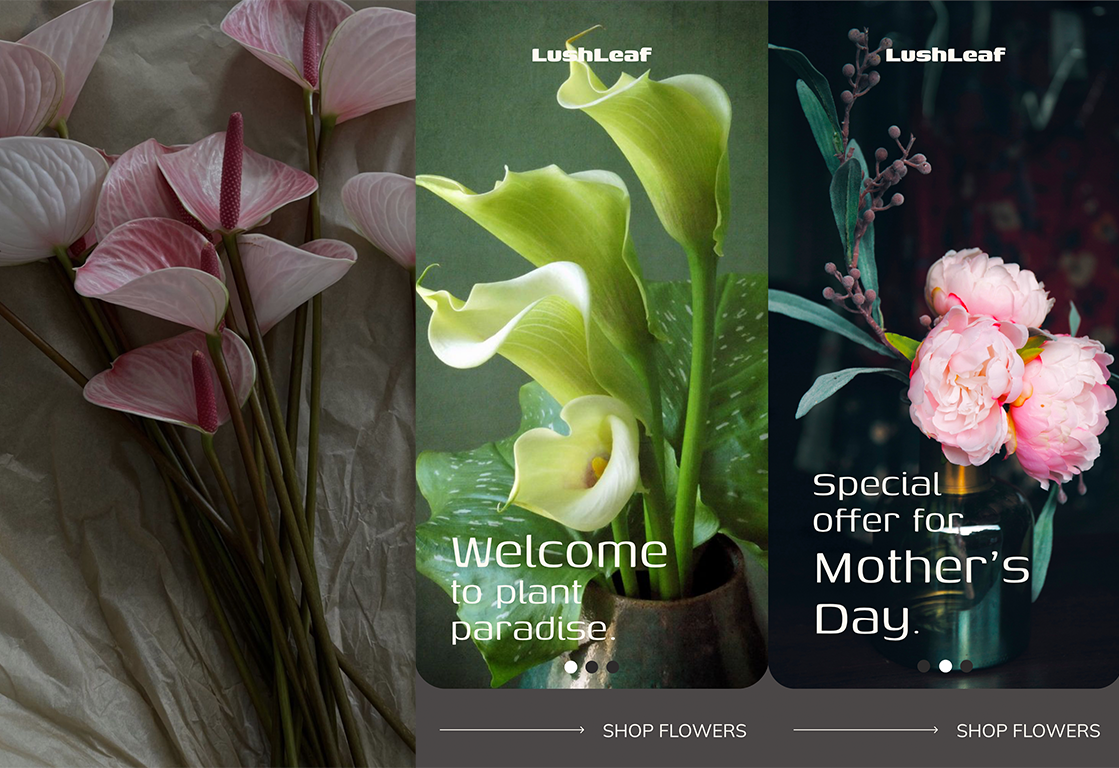 LushLeaf
Welcome
to plant
paradise.
SHOP FLOWERS
LushLeaf
Special
offer for
Mother’s
Day.
SHOP FLOWERS